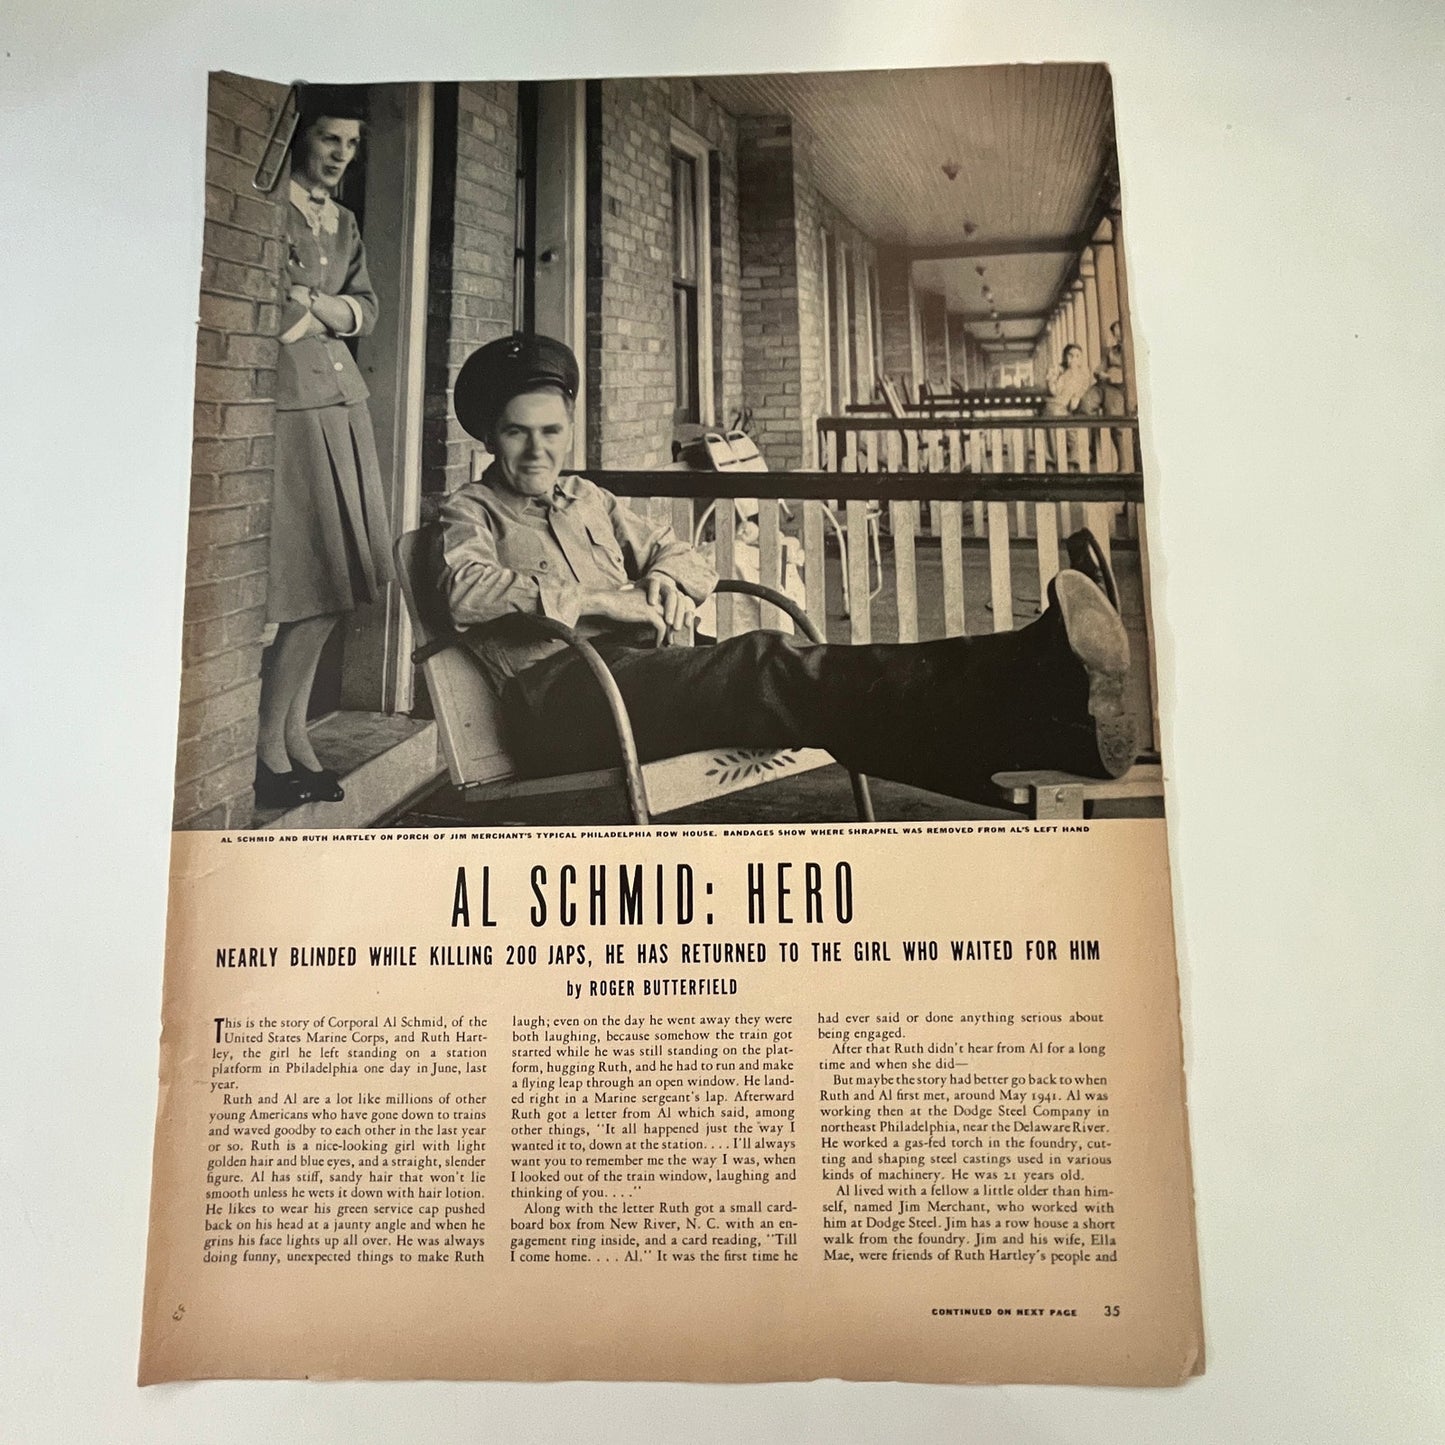 AL SCHMID AND RUTH HARTLEY ON PORCH OF JIM MERCHANT'S TYPICAL PHILADELPHIA ROW HOUSE. BANDAGES SHOW WHERE SHRAPNEL WAS REMOVED FROM AL'S LEFT HAND
AL SCHMID: HERO
NEARLY BLINDED WHILE KILLING 200 JAPS, HE HAS RETURNED TO THE GIRL WHO WAITED FOR HIM
by ROGER BUTTERFIELD
This is the story of Corporal Al Schmid, of the
United States Marine Corps, and Ruth Hart-
ley, the girl he left standing on a station
platform in Philadelphia one day in June, last
year.
Ruth and Al are a lot like millions of other
young Americans who have gone down to trains
and waved goodby to each other in the last year
or so. Ruth is a nice-looking girl with light
golden hair and blue eyes, and a straight, slender
figure. Al has stiff, sandy hair that won't lie
smooth unless he wets it down with hair lotion.
He likes to wear his green service cap pushed
back on his head at a jaunty angle and when he
grins his face lights up all over. He was always
doing funny, unexpected things to make Ruth
laugh; even on the day he went away they were
both laughing, because somehow the train got
started while he was still standing on the plat-
form, hugging Ruth, and he had to run and make
a flying leap through an open window. He land-
ed right in a Marine sergeant's lap. Afterward
Ruth got a letter from Al which said, among
other things, "It all happened just the way I
wanted it to, down at the station. . . . I'll always
want you to remember me the way I was, when
I looked out of the train window, laughing and
thinking of you. . . ."
Along with the letter Ruth got a small card-
board box from New River, N. C. with an en-
gagement ring inside, and a card reading, "Till
I come home. . . . Al." It was the first time he
had ever said or done anything serious about
being engaged.
After that Ruth didn't hear from Al for a long
time and when she did—
But maybe the story had better go back to when
Ruth and Al first met, around May 1941. Al was
working then at the Dodge Steel Company in
northeast Philadelphia, near the Delaware River.
He worked a gas-fed torch in the foundry, cut-
ting and shaping steel castings used in various
kinds of machinery. He was 21 years old.
Al lived with a fellow a little older than him-
self, named Jim Merchant, who worked with
him at Dodge Steel. Jim has a row house a short
walk from the foundry. Jim and his wife, Ella
Mae, were friends of Ruth Hartley's people and
CONTINUED ON NEXT PAGE 35